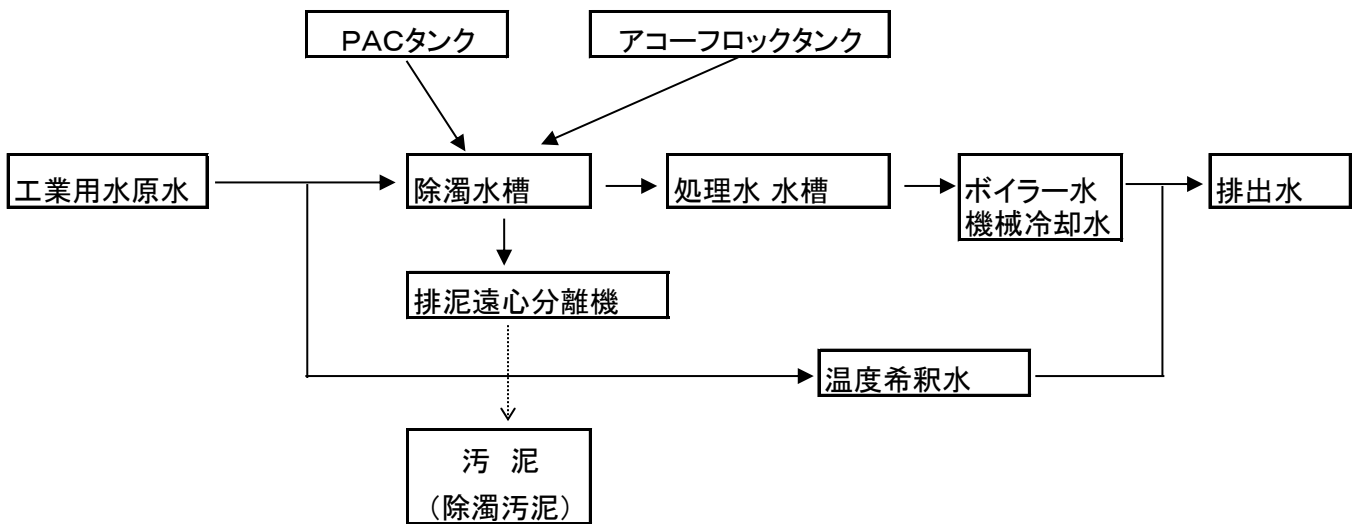 ＰＡＣタンク
アコーフロックタンク
工業用水原水
除濁水槽
処理水 水槽
ボイラー水
機械冷却水
排出水
排泥遠心分離機
温度希釈水
汚　泥
（除濁汚泥）